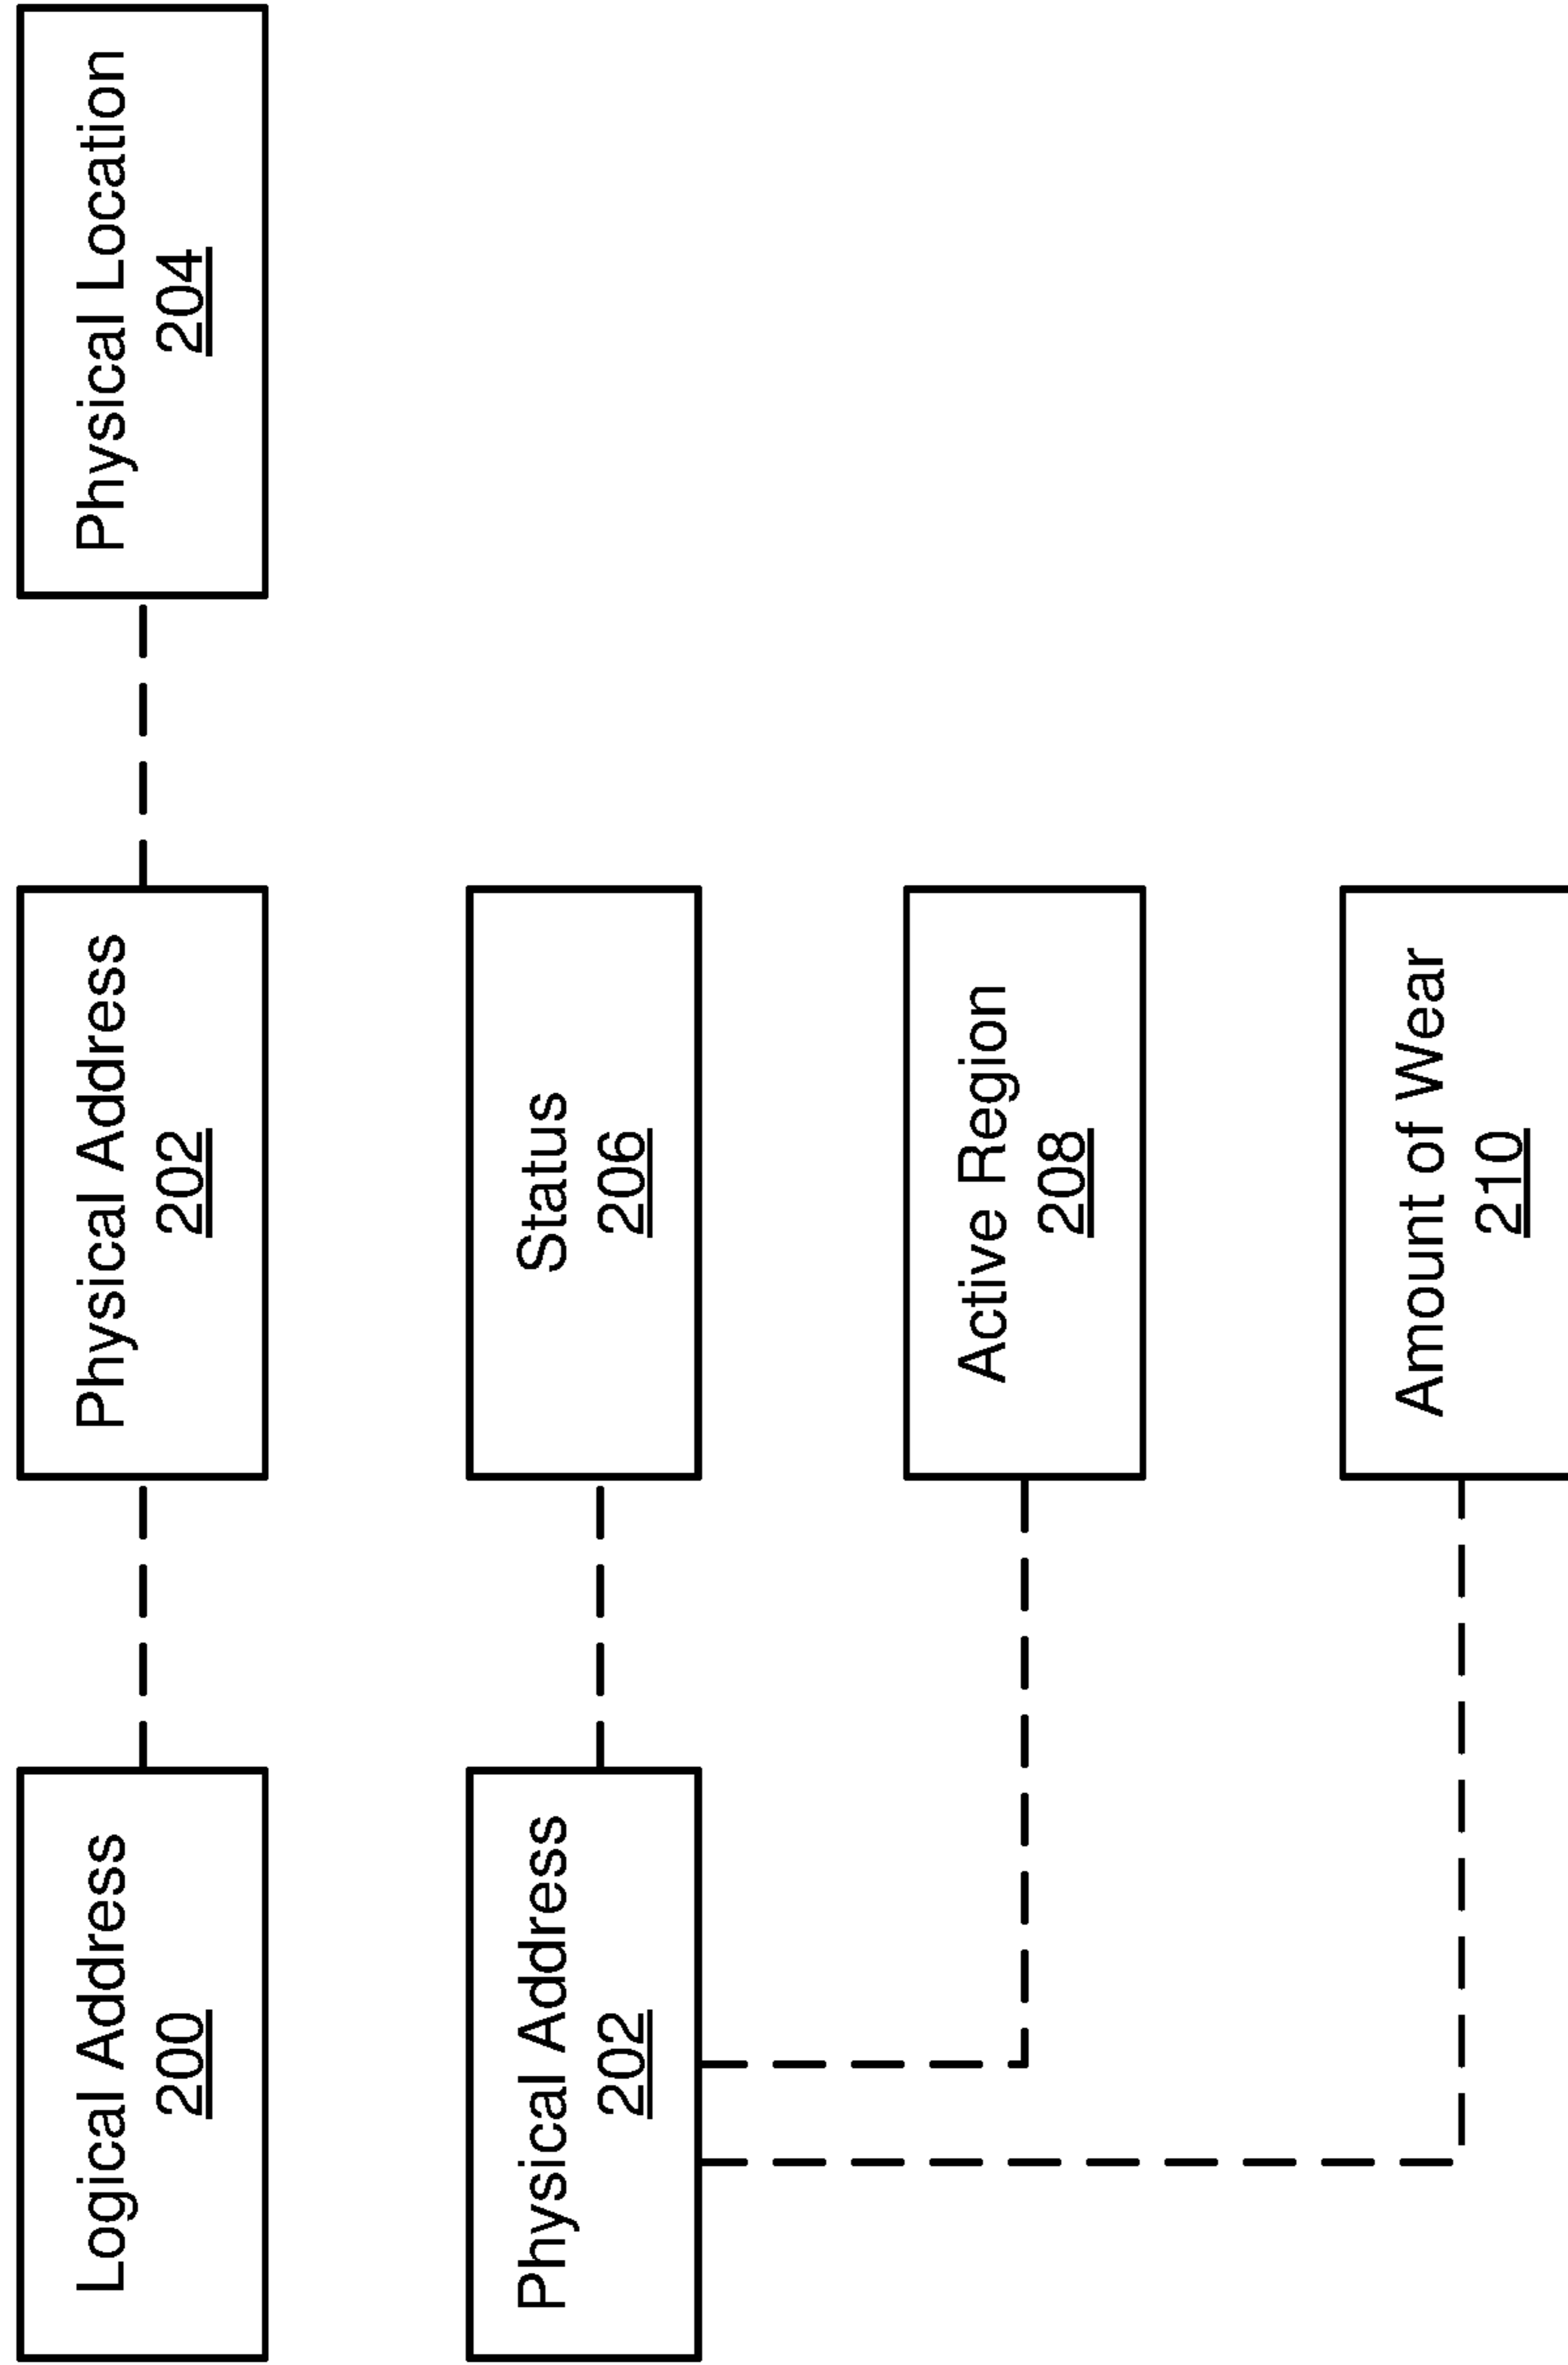 Logical Address
200
Physical Address
202
Physical Location
204
Physical Address
202
Status
206
Active Region
208
Amount of Wear
210